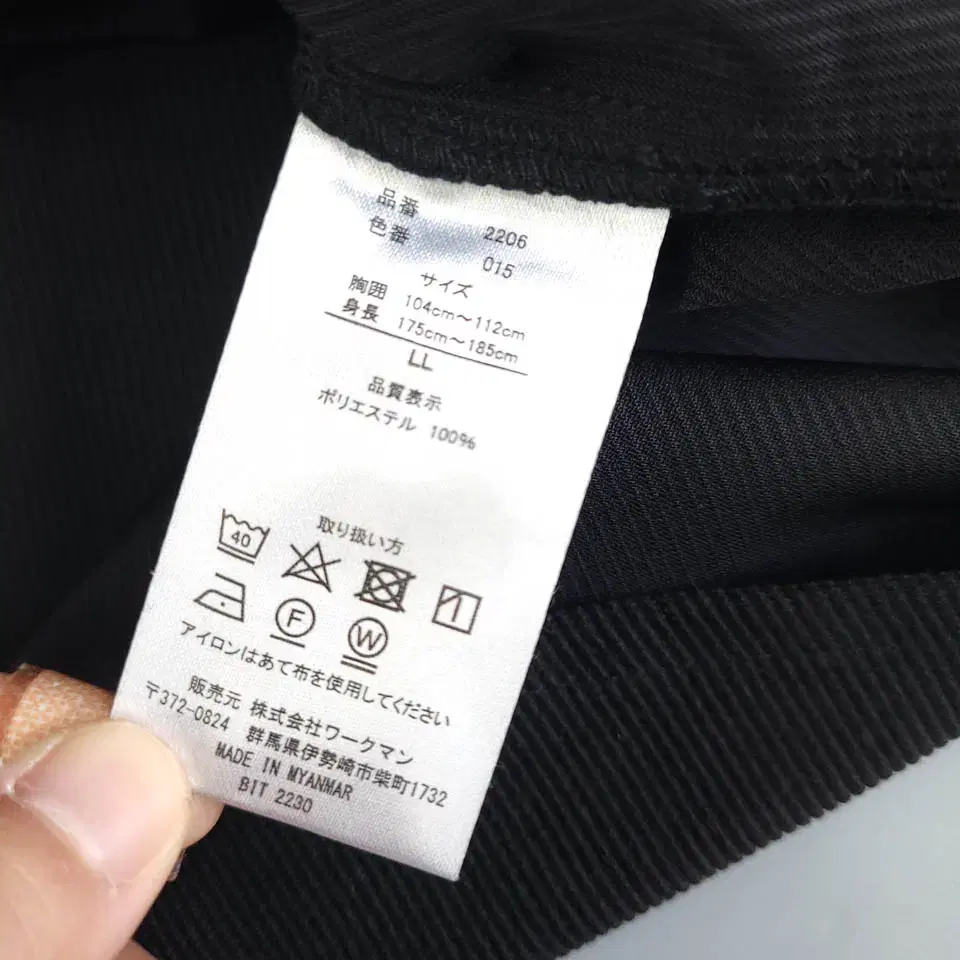 品番 2206
色番 015
サイズ
胸囲 104cm～112cm
身長 175cm～185cm
LL
品質表示
ポリエステル 100%
取り扱い方
40
F W
アイロンはあて布を使用してください
販売元 株式会社ワークマン
〒372-0824 群馬県伊勢崎市柴町1732
MADE IN MYANMAR
BIT 2230